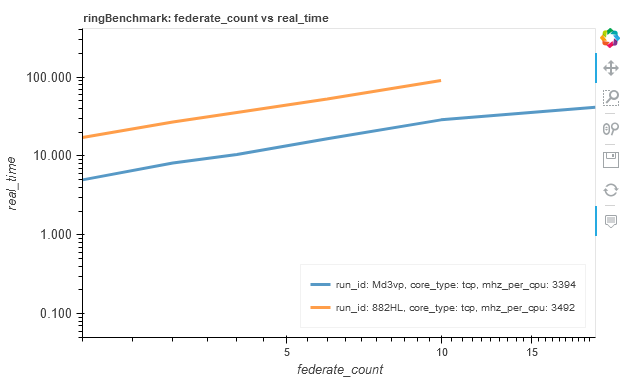 ringBenchmark: federate_count vs real_time
100.000
10.000
1.000
0.100
real_time
run_id: Md3vp, core_type: tcp, mhz_per_cpu: 3394
run_id: 882HL, core_type: tcp, mhz_per_cpu: 3492
5
10
15
federate_count